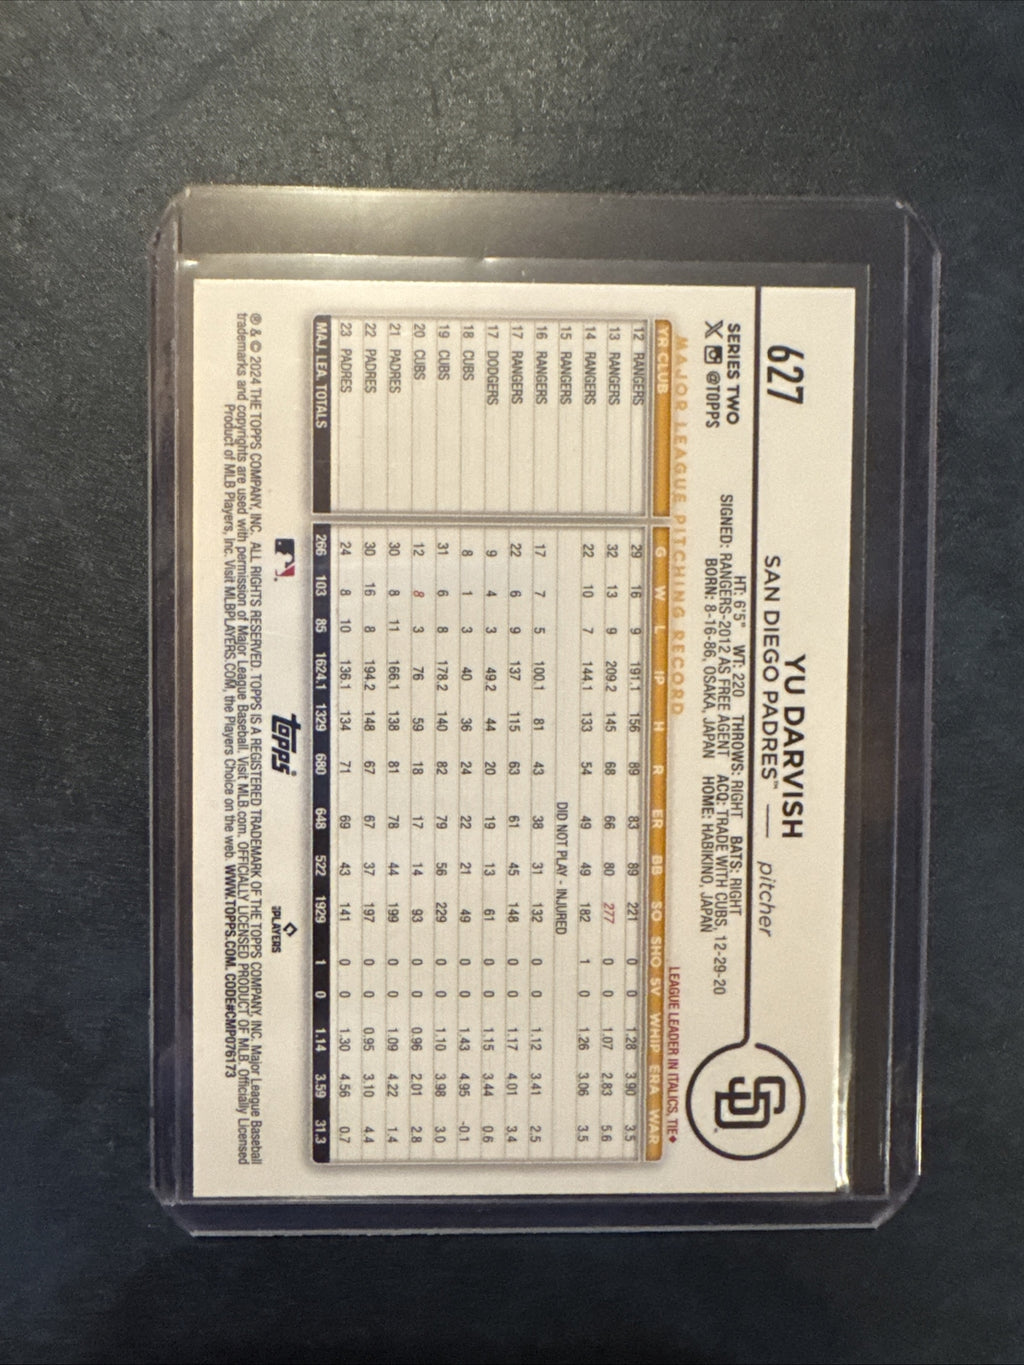 627
YU DARVISH
SAN DIEGO PADRES™ — pitcher
SD
SERIES TWO
X @TOPPS
HT: 6'5" WT: 220 THROWS: RIGHT BATS: RIGHT
SIGNED: RANGERS-2012 AS FREE AGENT ACQ: TRADE WITH CUBS, 12-29-20
BORN: 8-16-86, OSAKA, JAPAN HOME: HABIKINO, JAPAN
MAJOR LEAGUE PITCHING RECORD
LEAGUE LEADER IN ITALICS, TIE♦
YR CLUB G W L IP H R ER BB SO SHO SV WHIP ERA WAR
12 RANGERS 29 16 9 191.1 156 89 83 89 221 0 0 1.28 3.90 3.5
13 RANGERS 32 13 9 209.2 145 68 66 80 277 0 0 1.07 2.83 5.6
14 RANGERS 22 10 7 144.1 133 54 49 49 182 1 0 1.26 3.06 3.5
15 RANGERS DID NOT PLAY - INJURED
16 RANGERS 17 7 5 100.1 81 43 38 31 132 0 0 1.12 3.41 2.5
17 RANGERS 22 6 9 137 115 63 61 45 148 0 0 1.17 4.01 3.4
17 DODGERS 9 4 3 49.2 44 20 19 13 61 0 0 1.15 3.44 0.6
18 CUBS 8 1 3 40 36 24 22 21 49 0 0 1.43 4.95 -0.1
19 CUBS 31 6 8 178.2 140 82 79 56 229 0 0 1.10 3.98 3.0
20 CUBS 12 8 3 76 59 18 17 14 93 0 0 0.96 2.01 2.8
21 PADRES 30 8 11 166.1 138 81 78 44 199 0 0 1.09 4.22 1.4
22 PADRES 30 16 8 194.2 148 67 67 37 197 0 0 0.95 3.10 4.4
23 PADRES 24 8 10 136.1 134 71 69 43 141 0 0 1.30 4.56 0.7
MAJ. LEA. TOTALS 266 103 85 1624.1 1329 680 648 522 1929 1 0 1.14 3.59 31.3
topps
PLAYERS
® & © 2024 THE TOPPS COMPANY, INC. ALL RIGHTS RESERVED. TOPPS IS A REGISTERED TRADEMARK OF THE TOPPS COMPANY, INC. Major League Baseball
trademarks and copyrights are used with permission of Major League Baseball. Visit MLB.com. OFFICIALLY LICENSED PRODUCT OF MLB. Officially Licensed
Product of MLB Players, Inc. Visit MLBPLAYERS.COM, the Players Choice on the web. WWW.TOPPS.COM. CODE#CMP076173